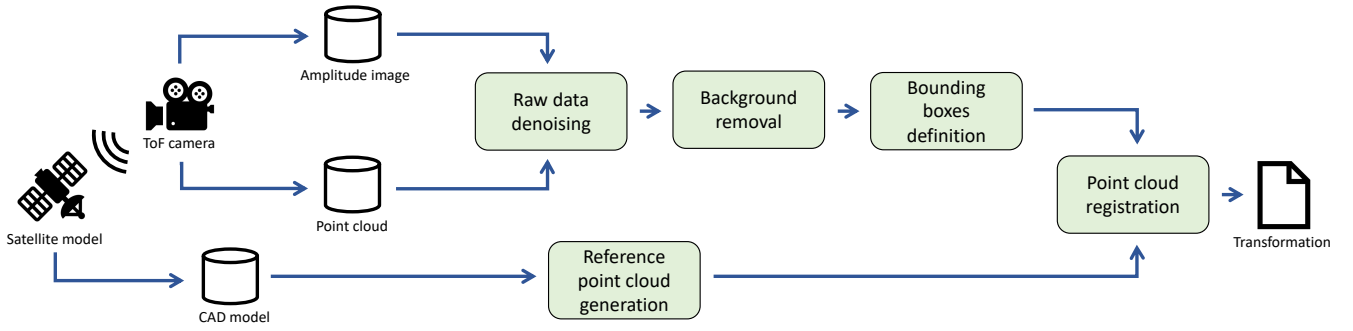 Amplitude image
ToF camera
Raw data
denoising
Background
removal
Bounding
boxes
definition
Satellite model
Point cloud
Point cloud
registration
Transformation
CAD model
Reference
point cloud
generation